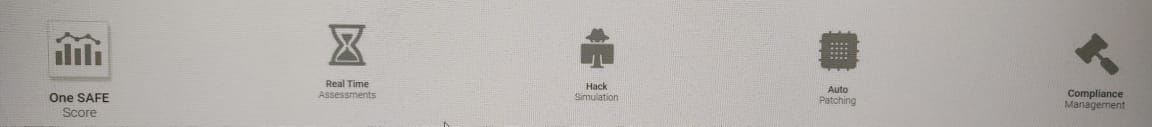 One SAFE
Score
Real Time
Assessments
Hack
Simulation
Auto
Patching
Compliance
Management